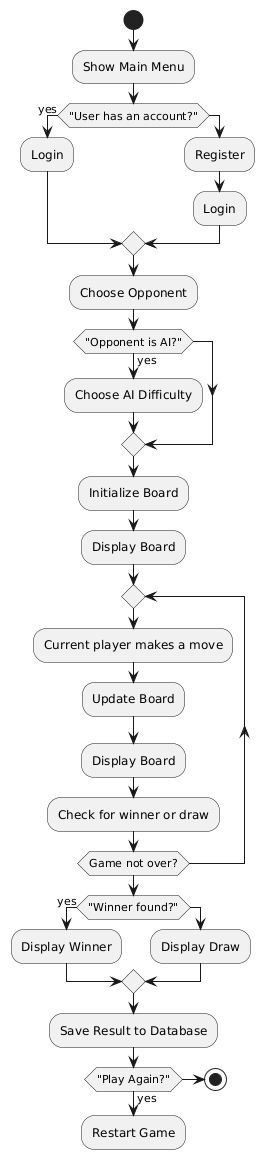 Show Main Menu
yes
"User has an account?"
Login
Register
Login
Choose Opponent
"Opponent is AI?"
yes
Choose AI Difficulty
Initialize Board
Display Board
Current player makes a move
Update Board
Display Board
Check for winner or draw
Game not over?
yes
"Winner found?"
Display Winner
Display Draw
Save Result to Database
"Play Again?"
yes
Restart Game